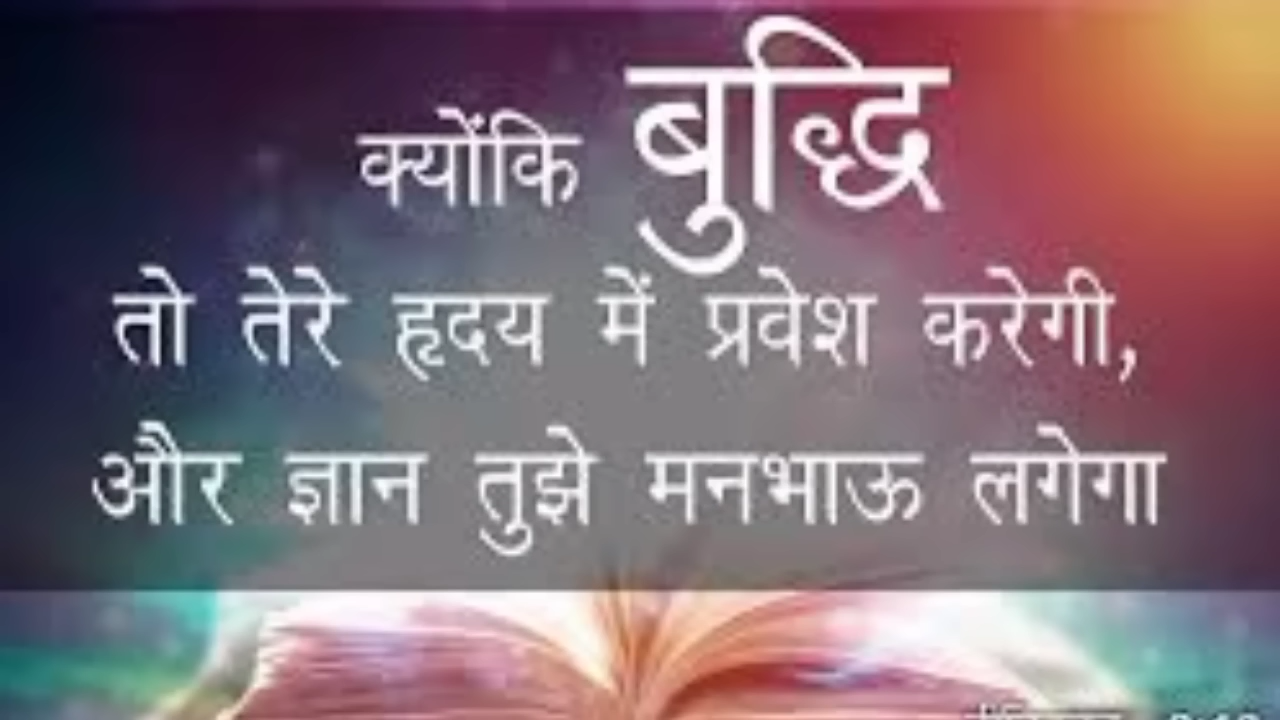 क्योंकि बुद्धि
तो तेरे हृदय में प्रवेश करेगी,
और ज्ञान तुझे मनभाऊ लगेगा